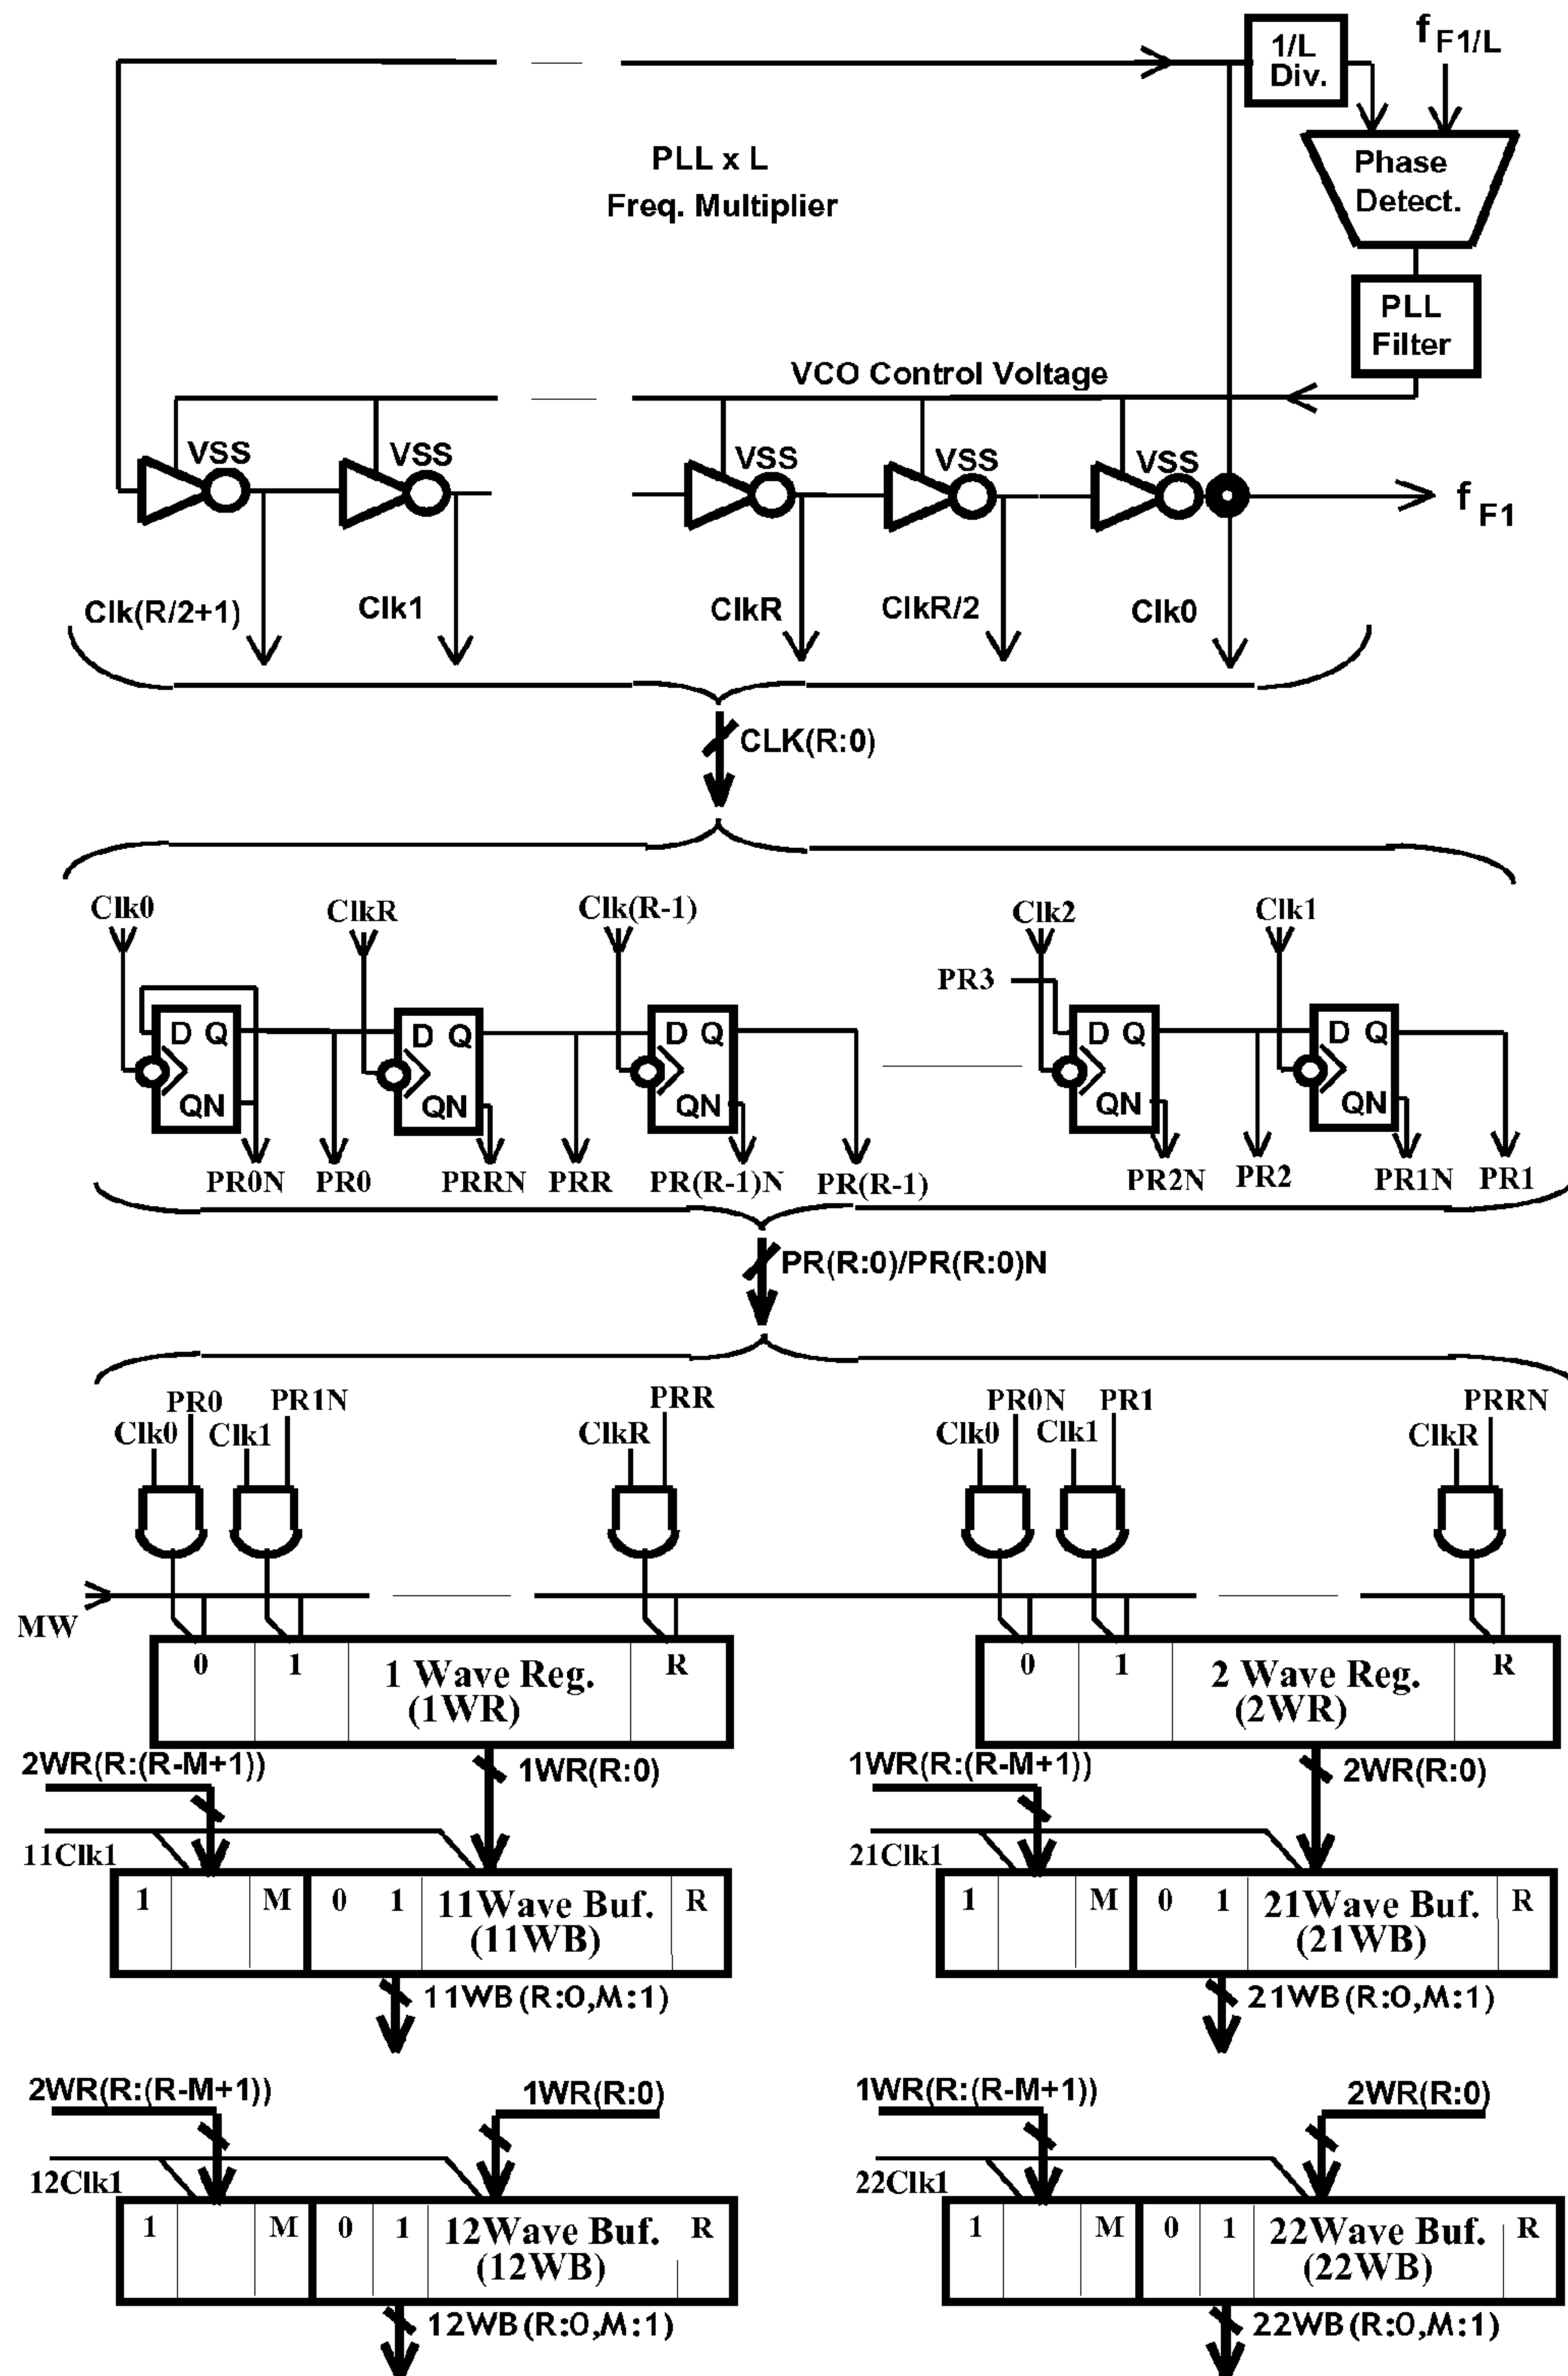 1/L
Div.
f F1/L
PLL x L
Freq. Multiplier
Phase
Detect.
PLL
Filter
VCO Control Voltage
VSS VSS VSS VSS VSS
f F1
Clk(R/2+1) Clk1 ClkR ClkR/2 Clk0
CLK(R:0)
Clk0 ClkR Clk(R-1) Clk2 Clk1
PR3
D Q D Q D Q D Q D Q
QN QN QN QN QN
PR0N PR0 PRRN PRR PR(R-1)N PR(R-1) PR2N PR2 PR1N PR1
PR(R:0)/PR(R:0)N
PR0 PR1N PRR PR0N PR1 PRRN
Clk0 Clk1 ClkR Clk0 Clk1 ClkR
MW
0 1 1 Wave Reg. R 0 1 2 Wave Reg. R
(1WR) (2WR)
2WR(R:(R-M+1)) 1WR(R:0) 1WR(R:(R-M+1)) 2WR(R:0)
11Clk1 21Clk1
1 M 0 1 11Wave Buf. R 1 M 0 1 21Wave Buf. R
(11WB) (21WB)
11WB(R:0,M:1) 21WB(R:0,M:1)
2WR(R:(R-M+1)) 1WR(R:0) 1WR(R:(R-M+1)) 2WR(R:0)
12Clk1 22Clk1
1 M 0 1 12Wave Buf. R 1 M 0 1 22Wave Buf. R
(12WB) (22WB)
12WB(R:0,M:1) 22WB(R:0,M:1)